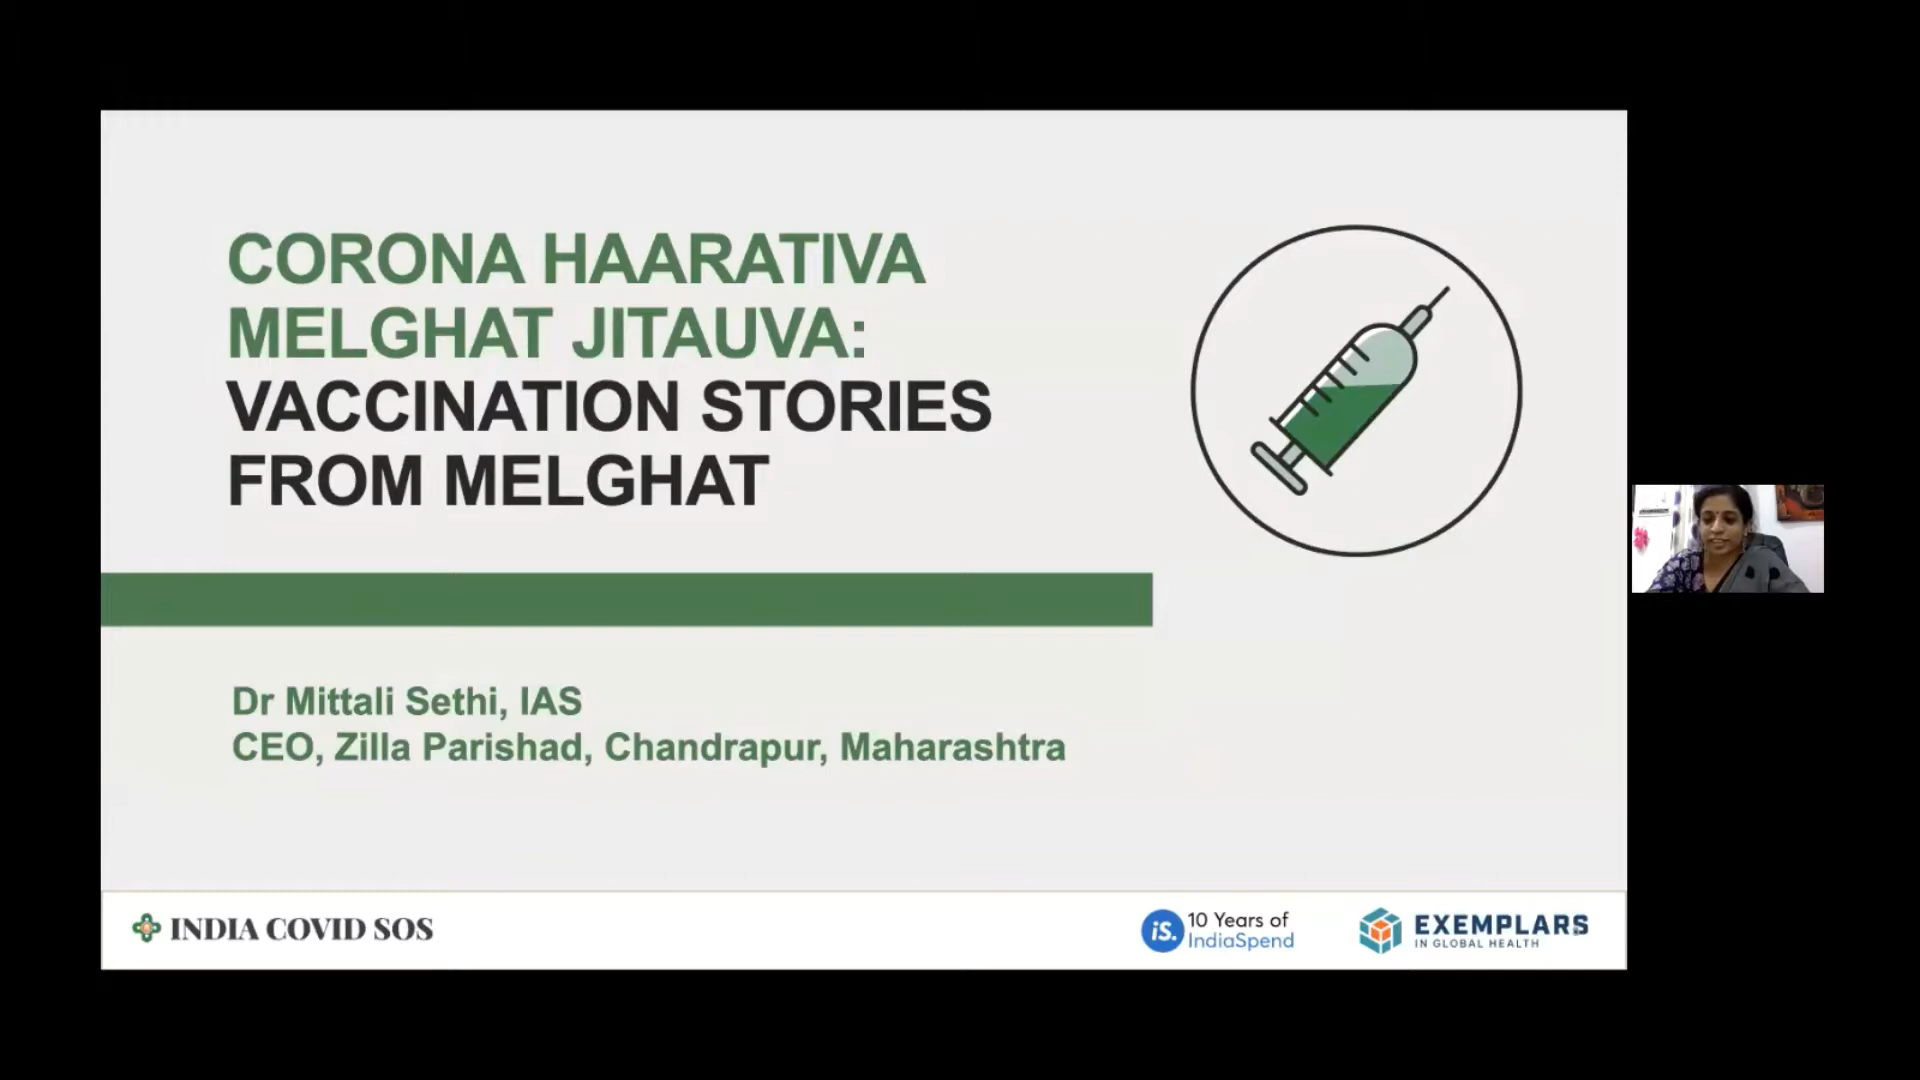 CORONA HAARATIVA
MELGHAT JITAUVA:
VACCINATION STORIES
FROM MELGHAT
Dr Mittali Sethi, IAS
CEO, Zilla Parishad, Chandrapur, Maharashtra
INDIA COVID SOS
iS. 10 Years of
IndiaSpend
EXEMPLARS
IN GLOBAL HEALTH